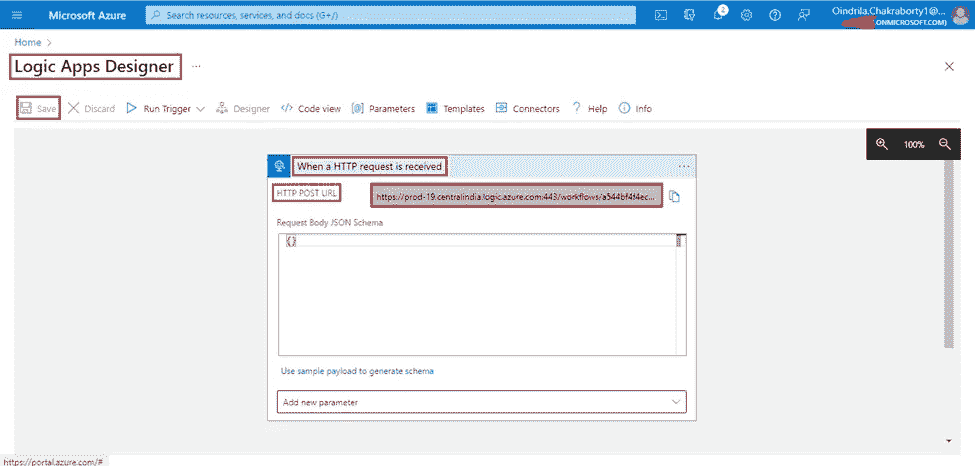 Microsoft Azure
Search resources, services, and docs (G+/)
2
Oindrila.Chakraborty1@...
ONMICROSOFT.COM)
Home >
Logic Apps Designer ...
Save
Discard
Run Trigger
Designer
Code view
Parameters
Templates
Connectors
Help
Info
100%
When a HTTP request is received
HTTP POST URL
https://prod-19.centralindia.logic.azure.com:443/workflows/a544bf4f4ec...
Request Body JSON Schema
{}
Use sample payload to generate schema
Add new parameter
https://portal.azure.com/#